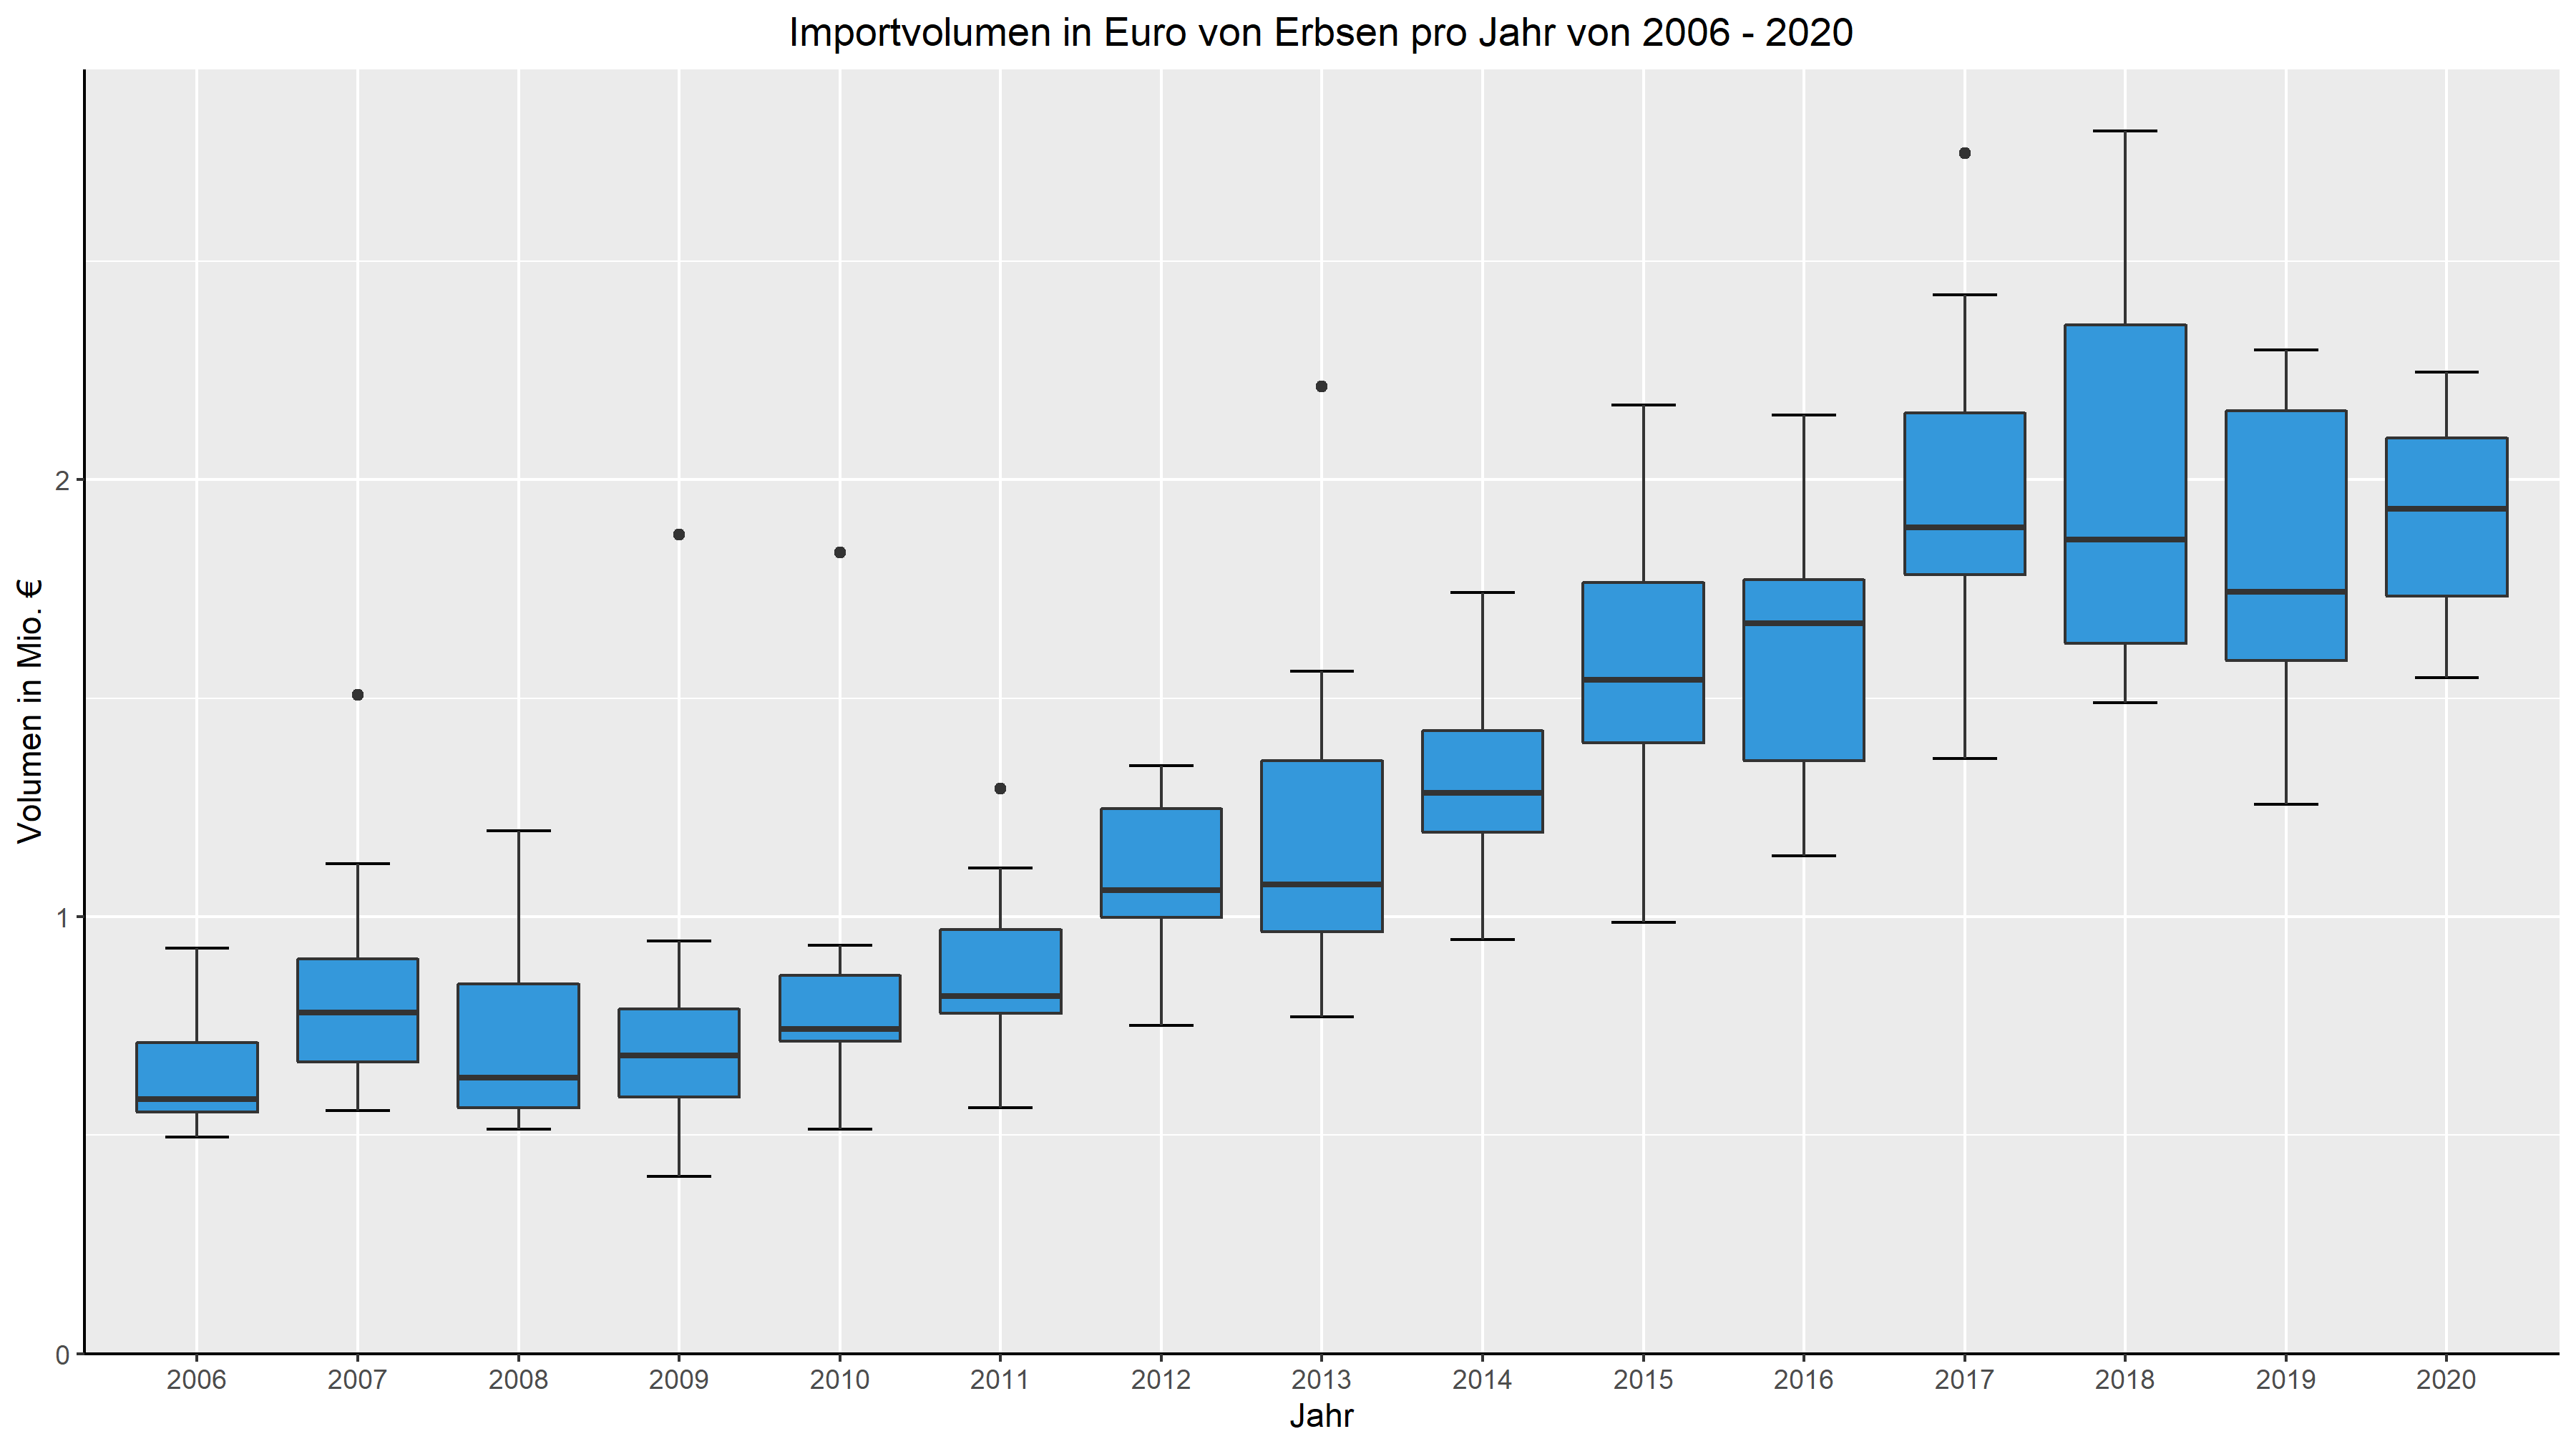 Importvolumen in Euro von Erbsen pro Jahr von 2006 - 2020
Volumen in Mio. €
2
1
0
2006 2007 2008 2009 2010 2011 2012 2013 2014 2015 2016 2017 2018 2019 2020
Jahr